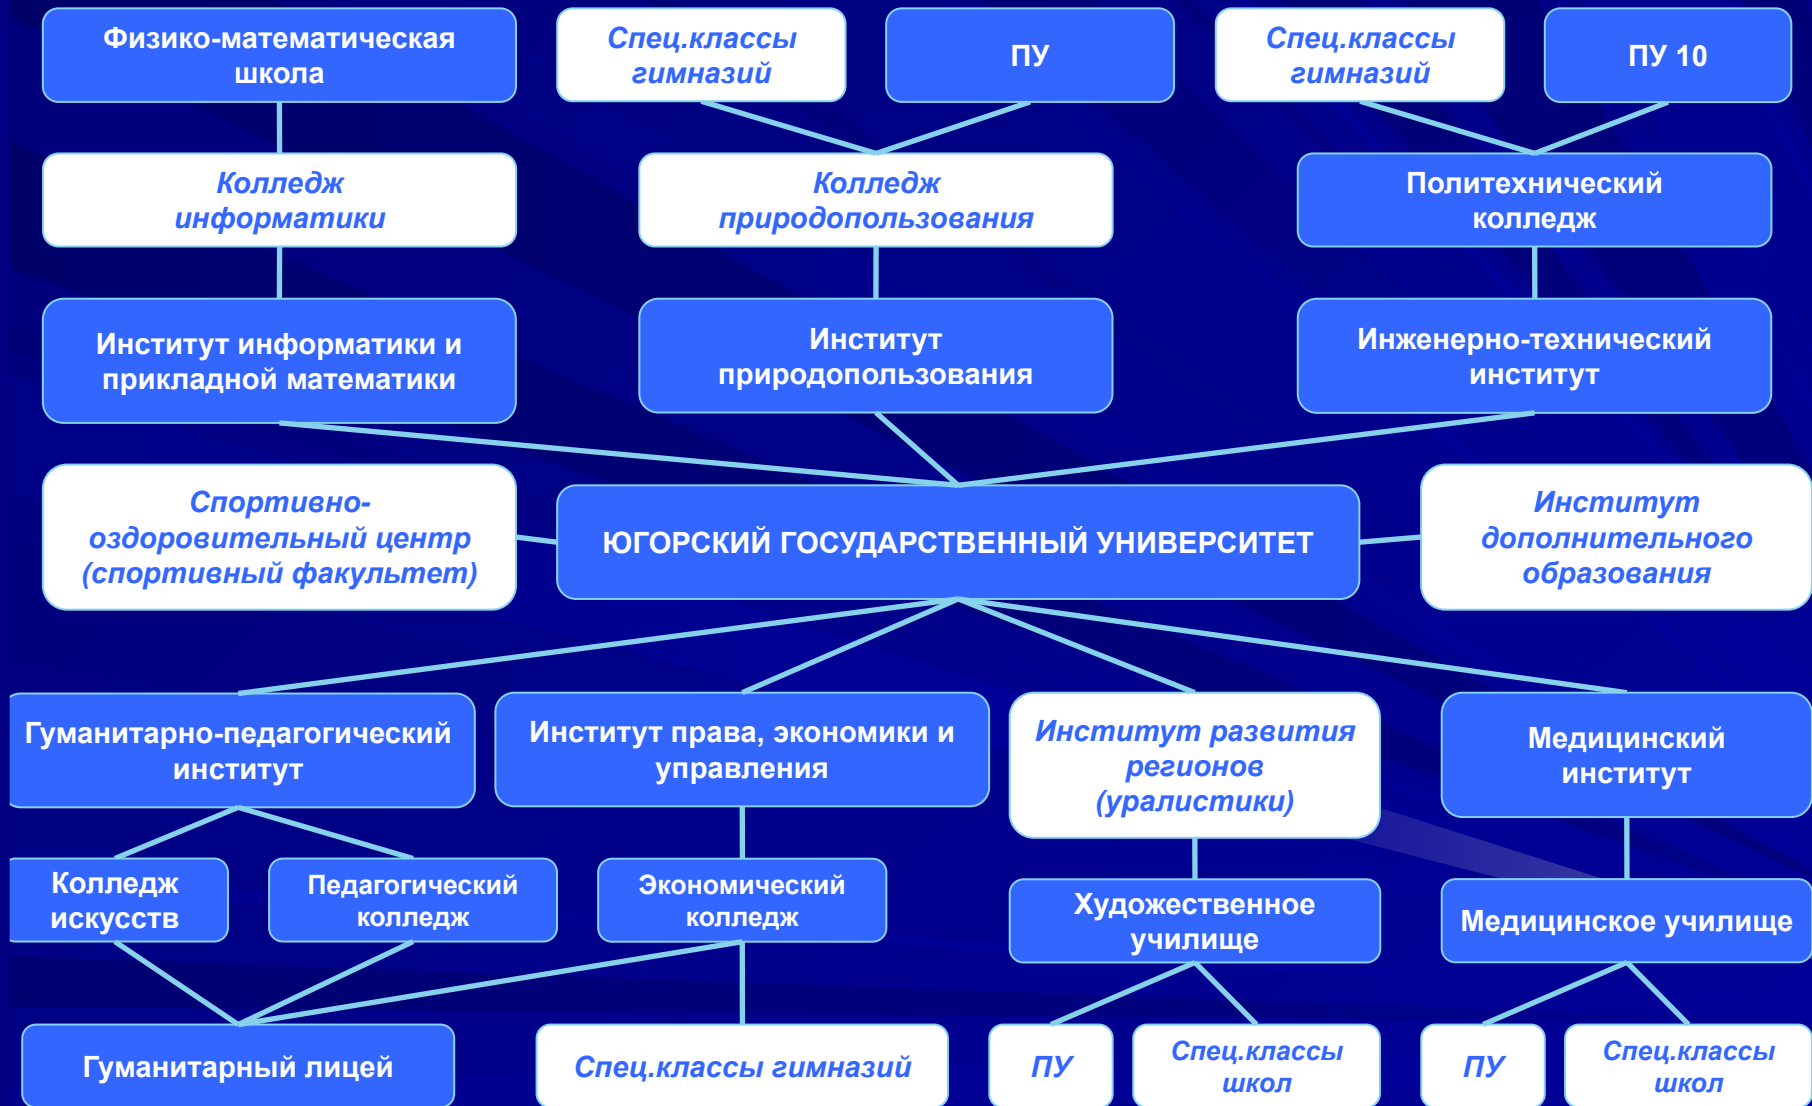 Физико-математическая
школа
Спец.классы
гимназий
ПУ
Спец.классы
гимназий
ПУ 10
Колледж
информатики
Колледж
природопользования
Политехнический
колледж
Институт информатики и
прикладной математики
Институт
природопользования
Инженерно-технический
институт
Спортивно-
оздоровительный центр
(спортивный факультет)
ЮГОРСКИЙ ГОСУДАРСТВЕННЫЙ УНИВЕРСИТЕТ
Институт
дополнительного
образования
Гуманитарно-педагогический
институт
Институт права, экономики и
управления
Институт развития
регионов
(уралистики)
Медицинский
институт
Колледж
искусств
Педагогический
колледж
Экономический
колледж
Художественное
училище
Медицинское училище
Гуманитарный лицей
Спец.классы гимназий
ПУ
Спец.классы
школ
ПУ
Спец.классы
школ